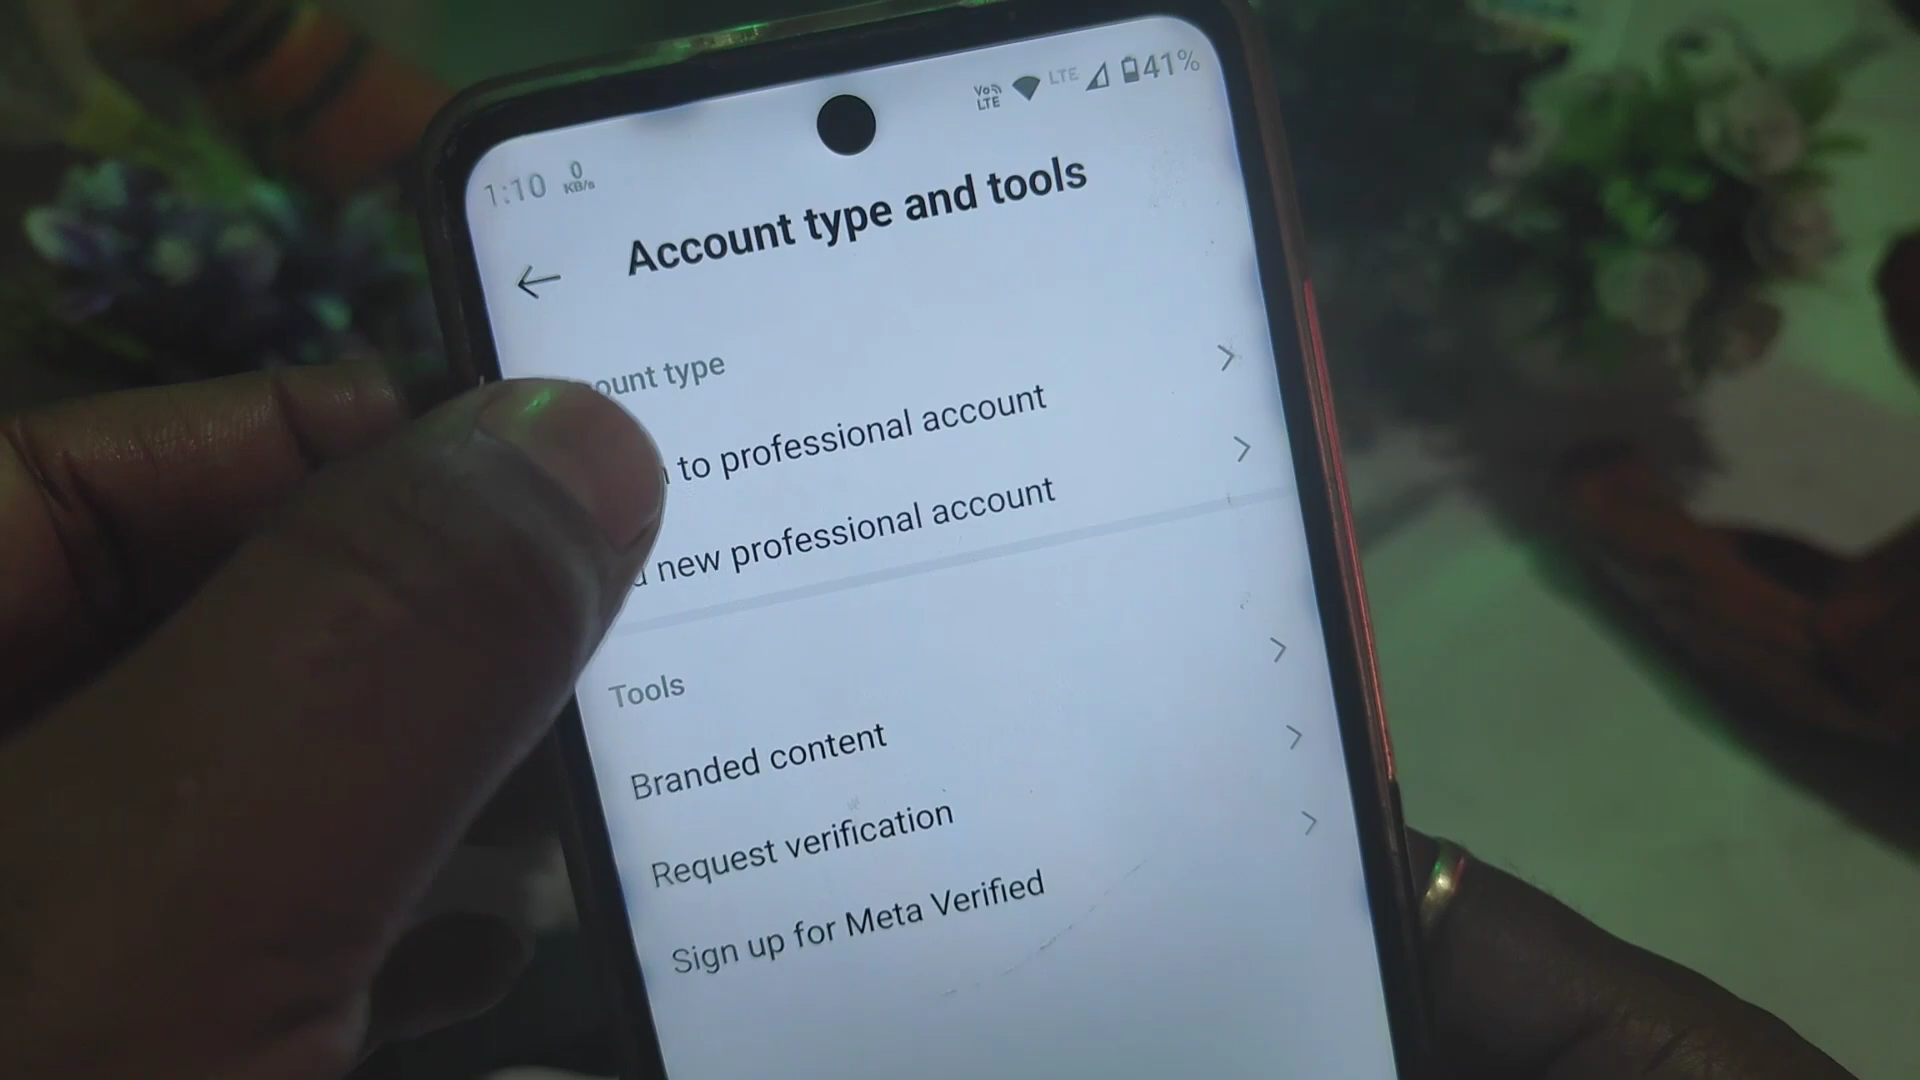 1:10 0 KB/s Vo LTE LTE 41%
Account type and tools
ount type
to professional account
new professional account
Tools
Branded content
Request verification
Sign up for Meta Verified